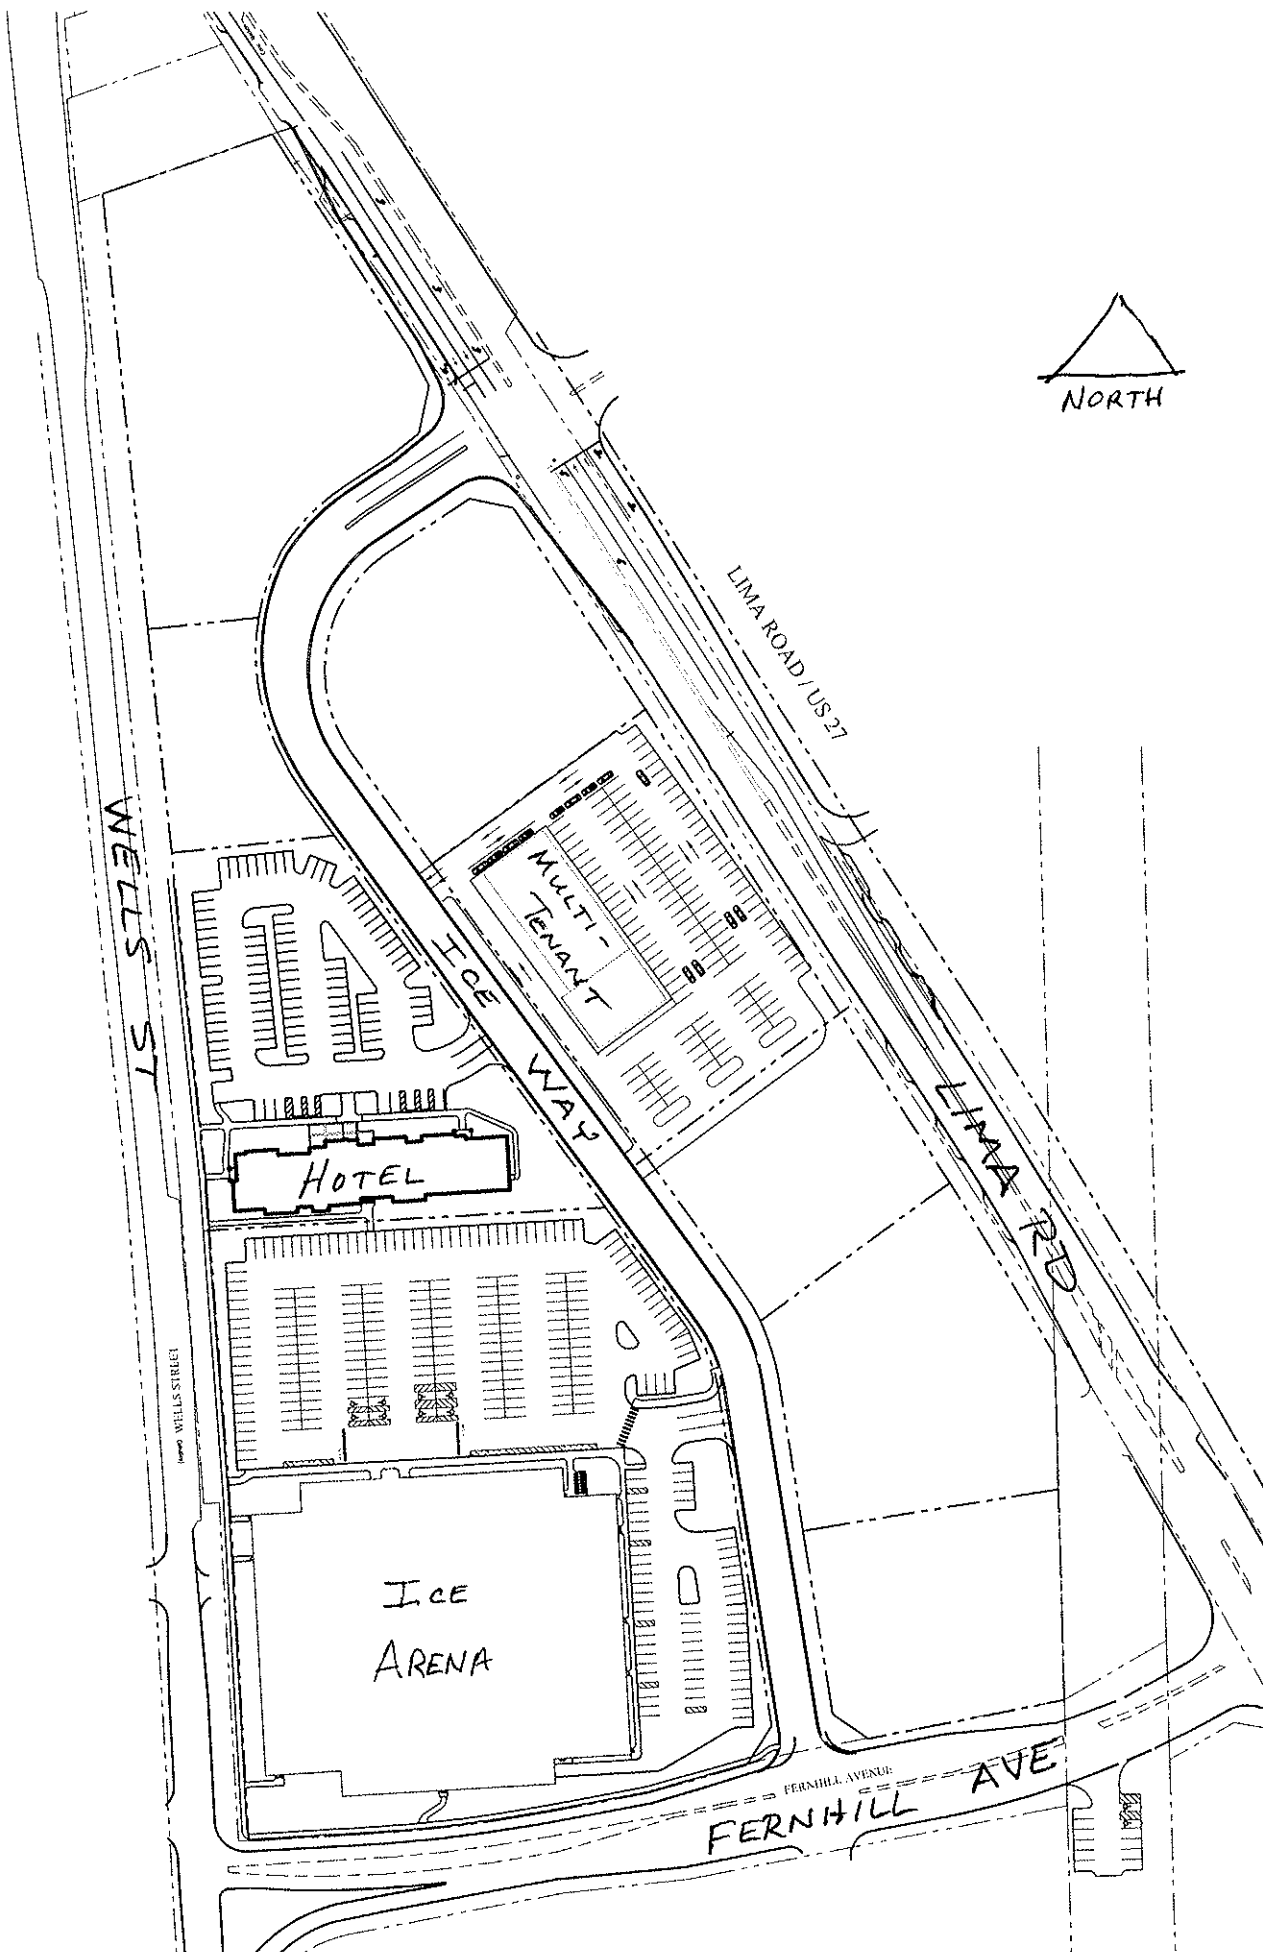 NORTH
LIMA ROAD / US 27
WELLS ST
MULTI-
TENANT
ICE WAY
LIMA RD
HOTEL
WELLS STREET
ICE
ARENA
FERNHILL AVENUE
FERNHILL AVE